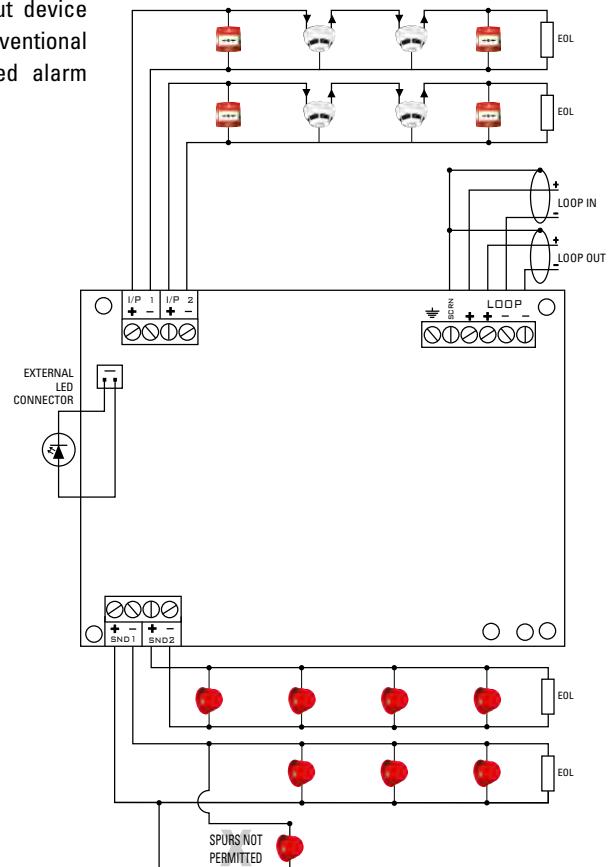 ut device
ventional
ed alarm
EOL
EOL
+
LOOP IN
-
+
LOOP OUT
-
I/P 1 I/P 2
+ - + -
SCRN
LOOP
+ + - -
EXTERNAL
LED
CONNECTOR
-
+ - + -
SND1 SND2
EOL
EOL
X
SPURS NOT
PERMITTED